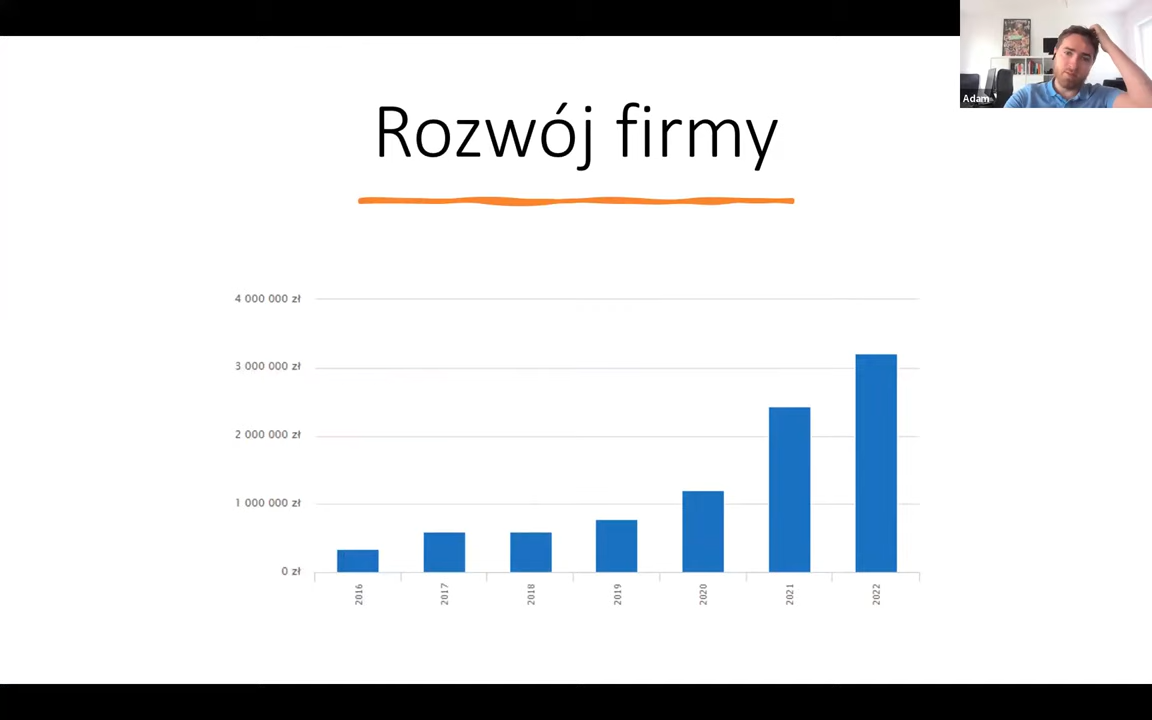 Adam
Rozwój firmy
4 000 000 zł
3 000 000 zł
2 000 000 zł
1 000 000 zł
0 zł
2016
2017
2018
2019
2020
2021
2022